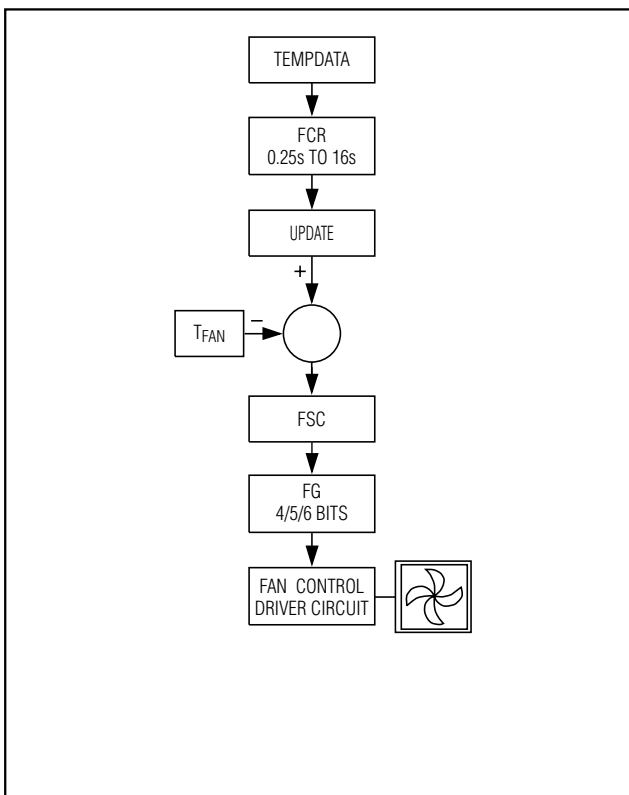 TEMPDATA
FCR
0.25s TO 16s
UPDATE
+
TFAN
–
FSC
FG
4/5/6 BITS
FAN CONTROL
DRIVER CIRCUIT